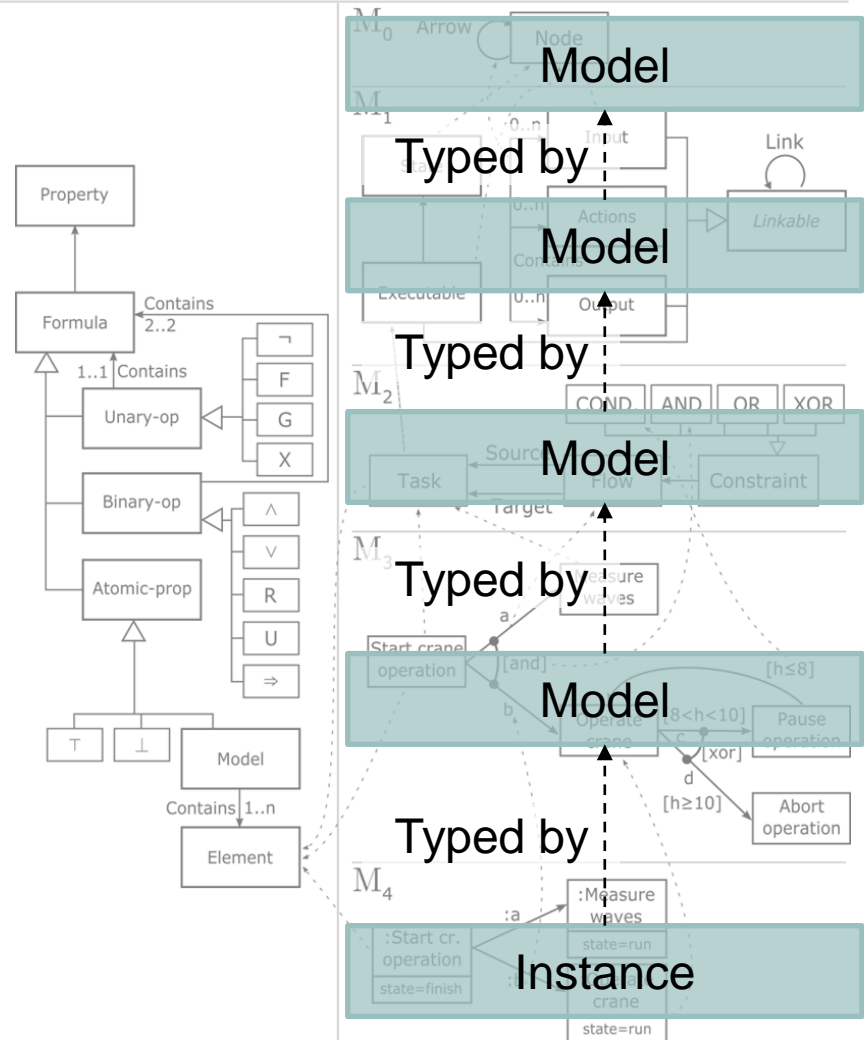 Property
Formula
Contains
2..2
1..1
Contains
Unary-op
¬
F
G
X
Binary-op
∧
∨
R
U
⇒
Atomic-prop
⊤
⊥
Model
Contains
1..n
Element
M0
Arrow
Node
Model
M1
0..n
Input
Typed by
State
Link
0..n
Actions
Linkable
Model
Contains
Executable
0..n
Output
Typed by
M2
COND.
AND
OR
XOR
Source
Task
Model
Flow
Constraint
Target
M3
Typed by
Measure
waves
a
Start crane
operation
[and]
[h≤8]
Model
b
Operate
crane
[8<h<10]
c
Pause
operation
[xor]
d
[h≥10]
Abort
operation
Typed by
M4
:Measure
waves
:a
state=run
:Start cr.
operation
Instance
state=finish
crane
state=run